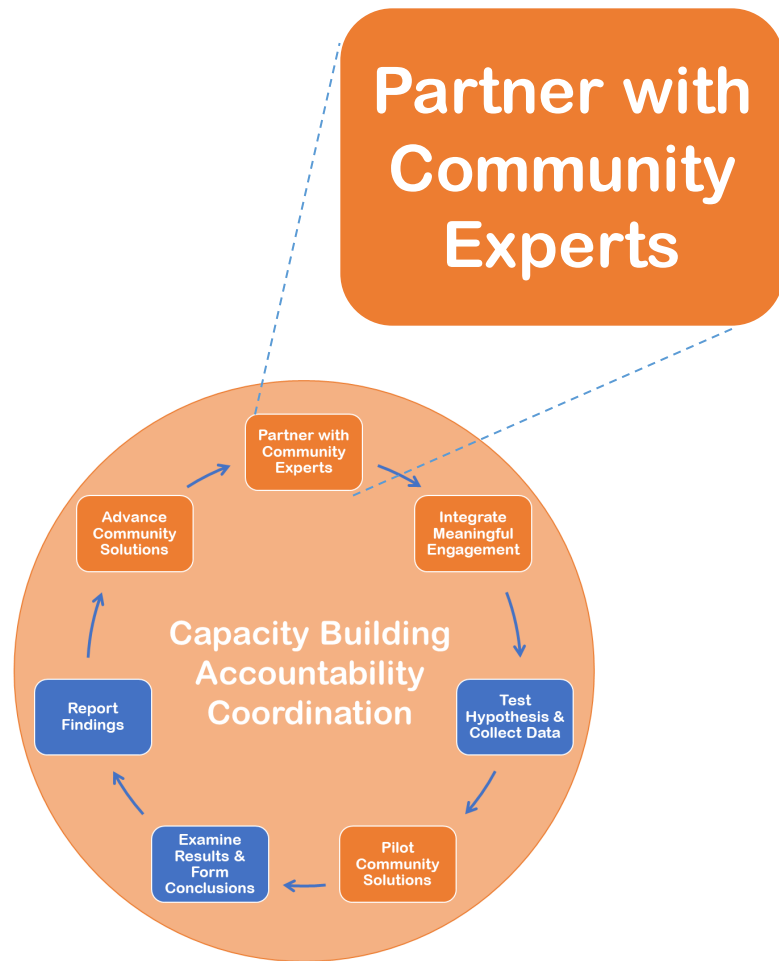 Partner with
Community
Experts
Partner with
Community
Experts
Integrate
Meaningful
Engagement
Test
Hypothesis &
Collect Data
Pilot
Community
Solutions
Examine
Results &
Form
Conclusions
Report
Findings
Advance
Community
Solutions
Capacity Building
Accountability
Coordination